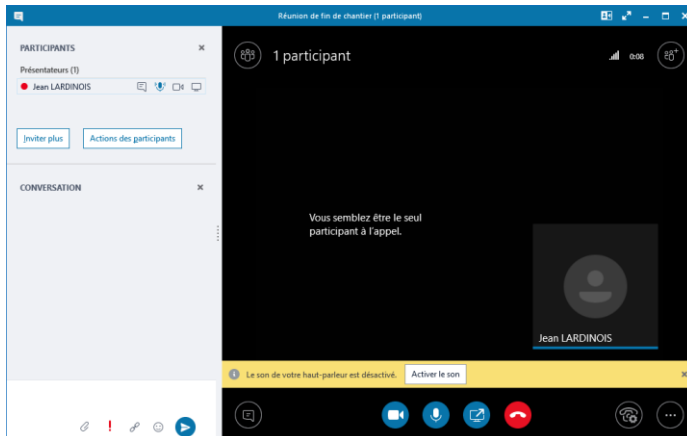 Réunion de fin de chantier (1 participant)
PARTICIPANTS
Présentateurs (1)
Jean LARDINOIS
Inviter plus
Actions des participants
CONVERSATION
1 participant
0:08
Vous semblez être le seul
participant à l'appel.
Jean LARDINOIS
Le son de votre haut-parleur est désactivé.
Activer le son